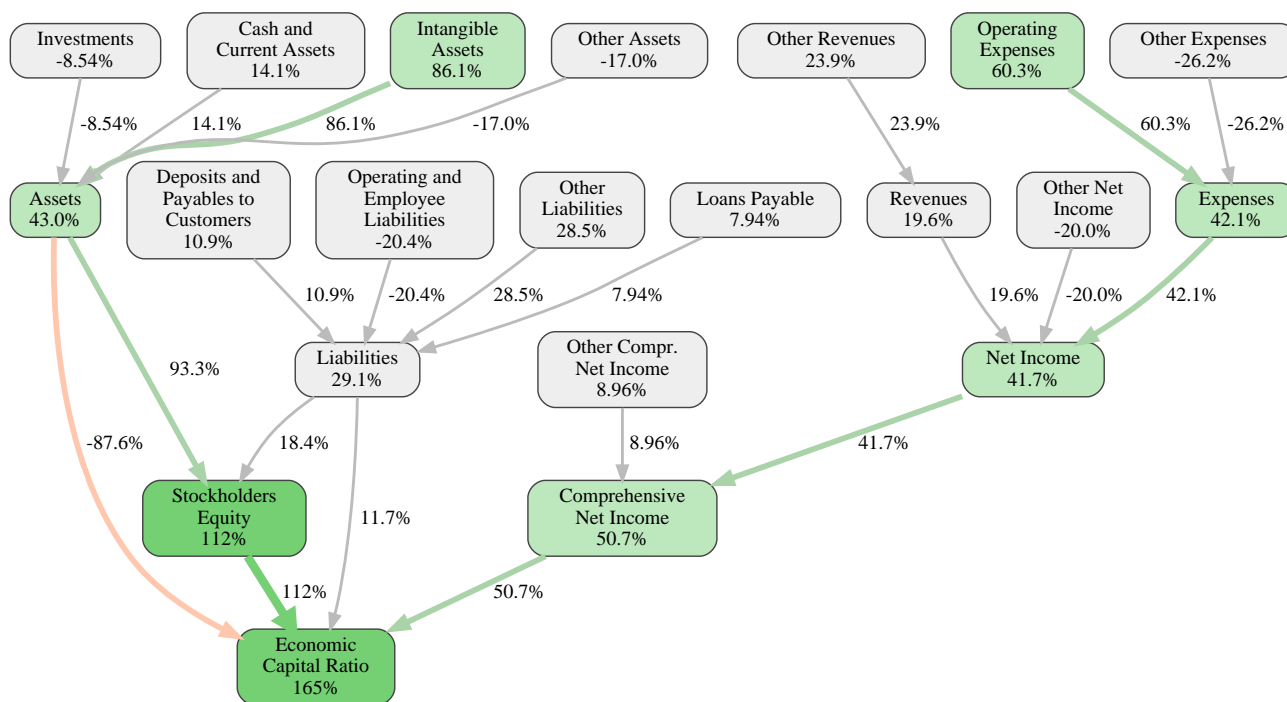 Investments
-8.54%
Cash and
Current Assets
14.1%
Intangible
Assets
86.1%
Other Assets
-17.0%
Other Revenues
23.9%
Operating
Expenses
60.3%
Other Expenses
-26.2%
-8.54%
14.1%
86.1%
-17.0%
23.9%
60.3%
-26.2%
Assets
43.0%
Deposits and
Payables to
Customers
10.9%
Operating and
Employee
Liabilities
-20.4%
Other
Liabilities
28.5%
Loans Payable
7.94%
Revenues
19.6%
Other Net
Income
-20.0%
Expenses
42.1%
10.9%
-20.4%
28.5%
7.94%
19.6%
-20.0%
42.1%
93.3%
Liabilities
29.1%
Other Compr.
Net Income
8.96%
Net Income
41.7%
-87.6%
18.4%
8.96%
41.7%
Stockholders
Equity
112%
11.7%
Comprehensive
Net Income
50.7%
112%
50.7%
Economic
Capital Ratio
165%